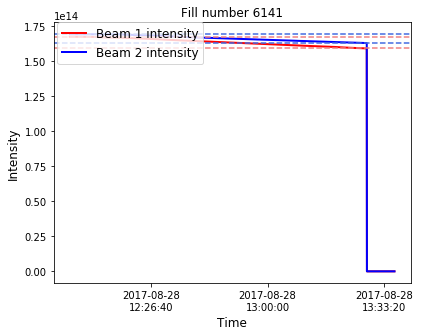 Fill number 6141
1e14
1.75
1.50
1.25
1.00
0.75
0.50
0.25
0.00
Intensity
Beam 1 intensity
Beam 2 intensity
2017-08-28
12:26:40
2017-08-28
13:00:00
2017-08-28
13:33:20
Time